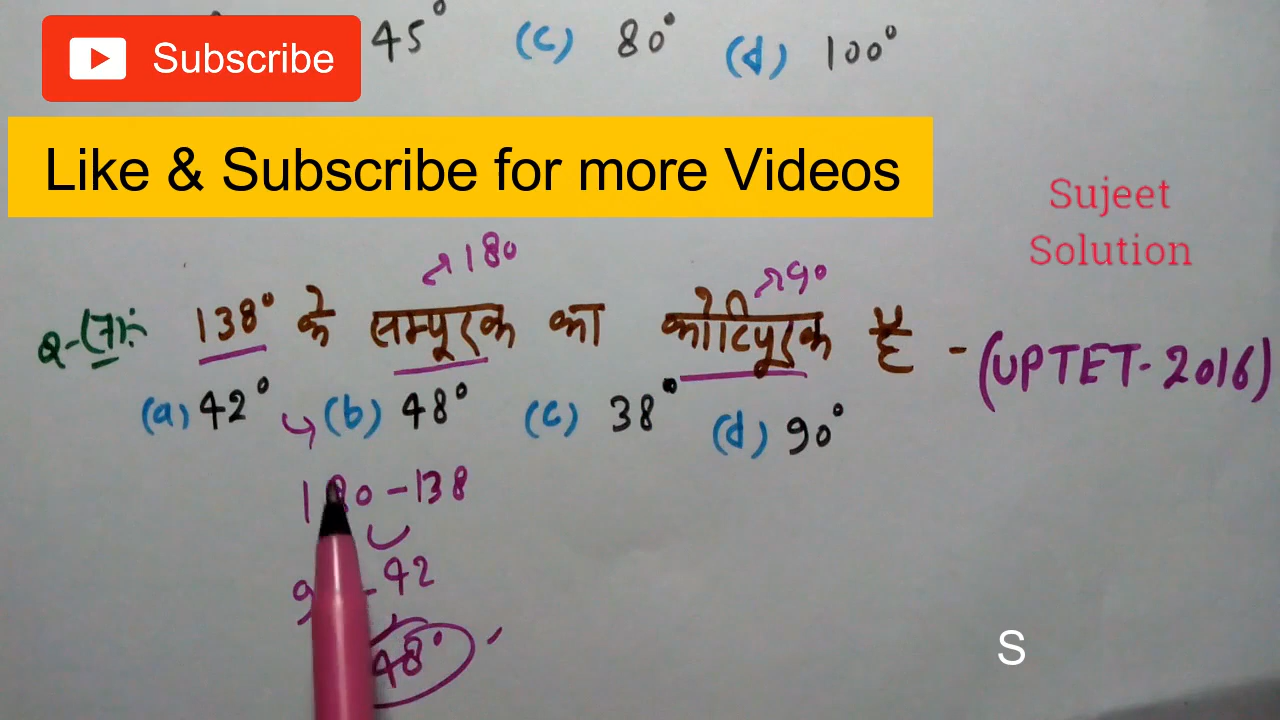 Subscribe 45° (c) 80° (d) 100°
Like & Subscribe for more Videos
Sujeet
Solution
↗180 ↗90
Q-(7):- 138° के सम्पूरक का कोटिपूरक है - (UPTET-2016)
(a) 42° (b) 48° (c) 38° (d) 90°
180-138
-42
48°
S